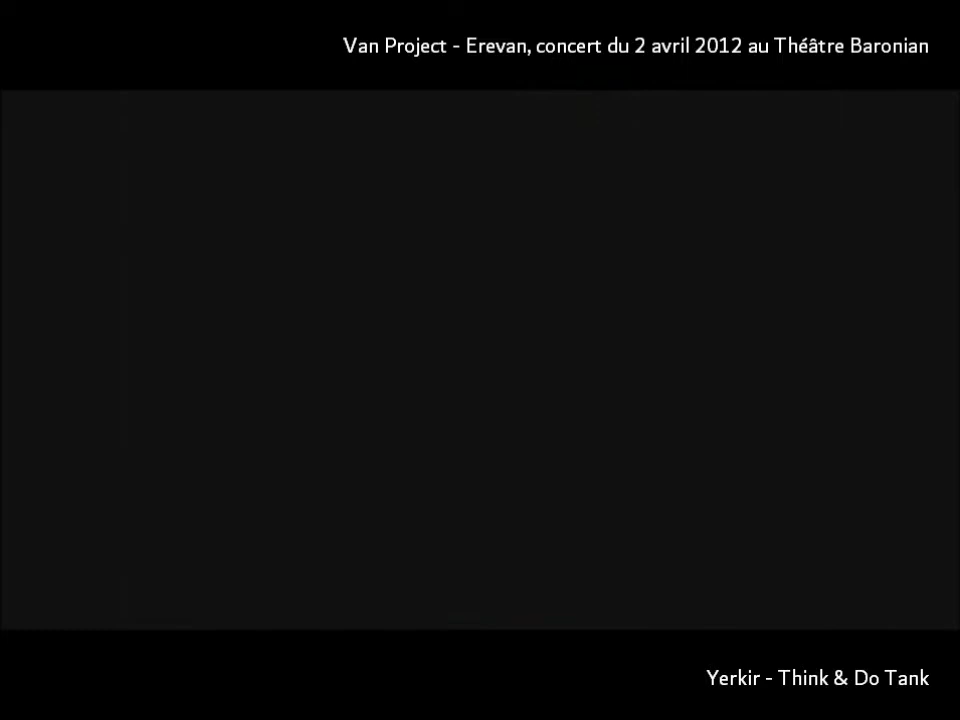 Van Project - Erevan, concert du 2 avril 2012 au Théâtre Baronian
Yerkir - Think & Do Tank